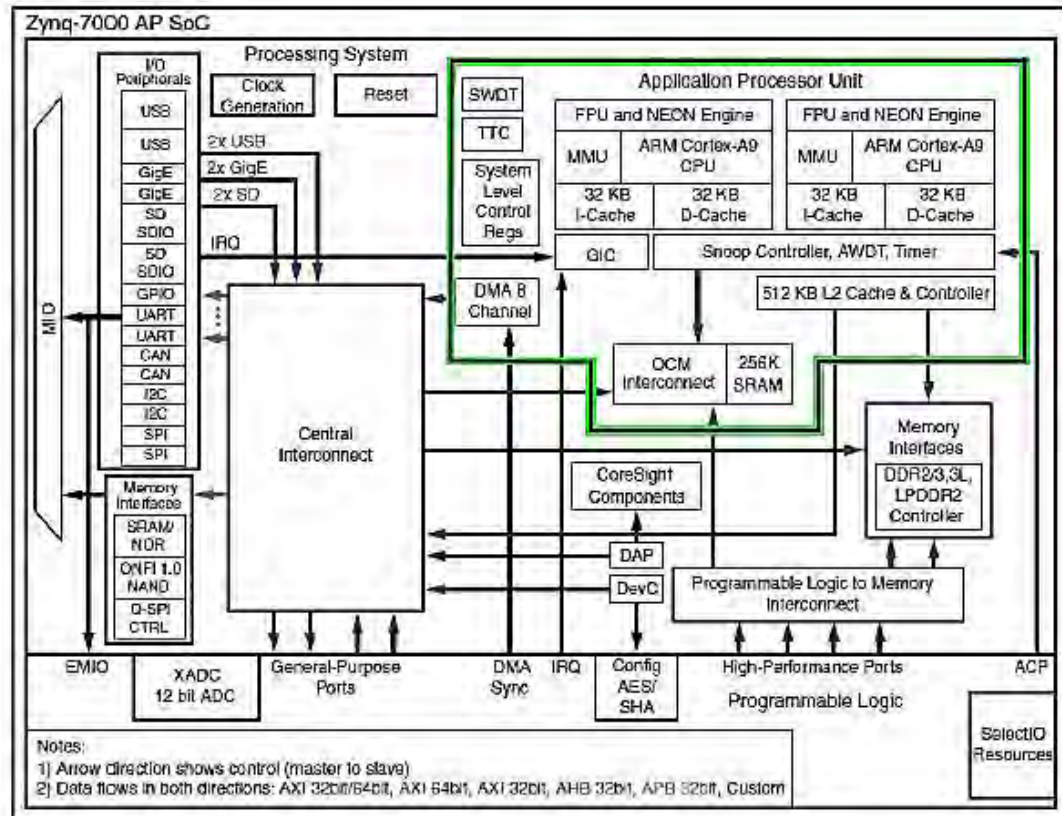 Zynq-7000 AP SoC
Processing System
I/O
Peripherals
USB
USB
GigE
GigE
SD
SDIO
SD
SDIO
GPIO
UART
UART
CAN
CAN
I2C
I2C
SPI
SPI
MIO
Memory
Interfaces
SRAM/
NOR
ONFI 1.0
NAND
Q-SPI
CTRL
Clock
Generation
Reset
2x USB
2x GigE
2x SD
IRQ
Central
Interconnect
SWDT
TTC
System
Level
Control
Regs
DMA 8
Channel
Application Processor Unit
FPU and NEON Engine
MMU
ARM Cortex-A9
CPU
32 KB
I-Cache
32 KB
D-Cache
FPU and NEON Engine
MMU
ARM Cortex-A9
CPU
32 KB
I-Cache
32 KB
D-Cache
GIC
Snoop Controller, AWDT, Timer
512 KB L2 Cache & Controller
OCM
Interconnect
256K
SRAM
Memory
Interfaces
DDR2/3,3L,
LPDDR2
Controller
CoreSight
Components
DAP
DevC
Programmable Logic to Memory
Interconnect
EMIO
XADC
12 bit ADC
General-Purpose
Ports
DMA
Sync
IRQ
Config
AES/
SHA
High-Performance Ports
ACP
Programmable Logic
SelectIO
Resources
Notes:
1) Arrow direction shows control (master to slave)
2) Data flows in both directions: AXI 32bit/64bit, AXI 64bit, AXI 32bit, AHB 32bit, APB 32bit, Custom